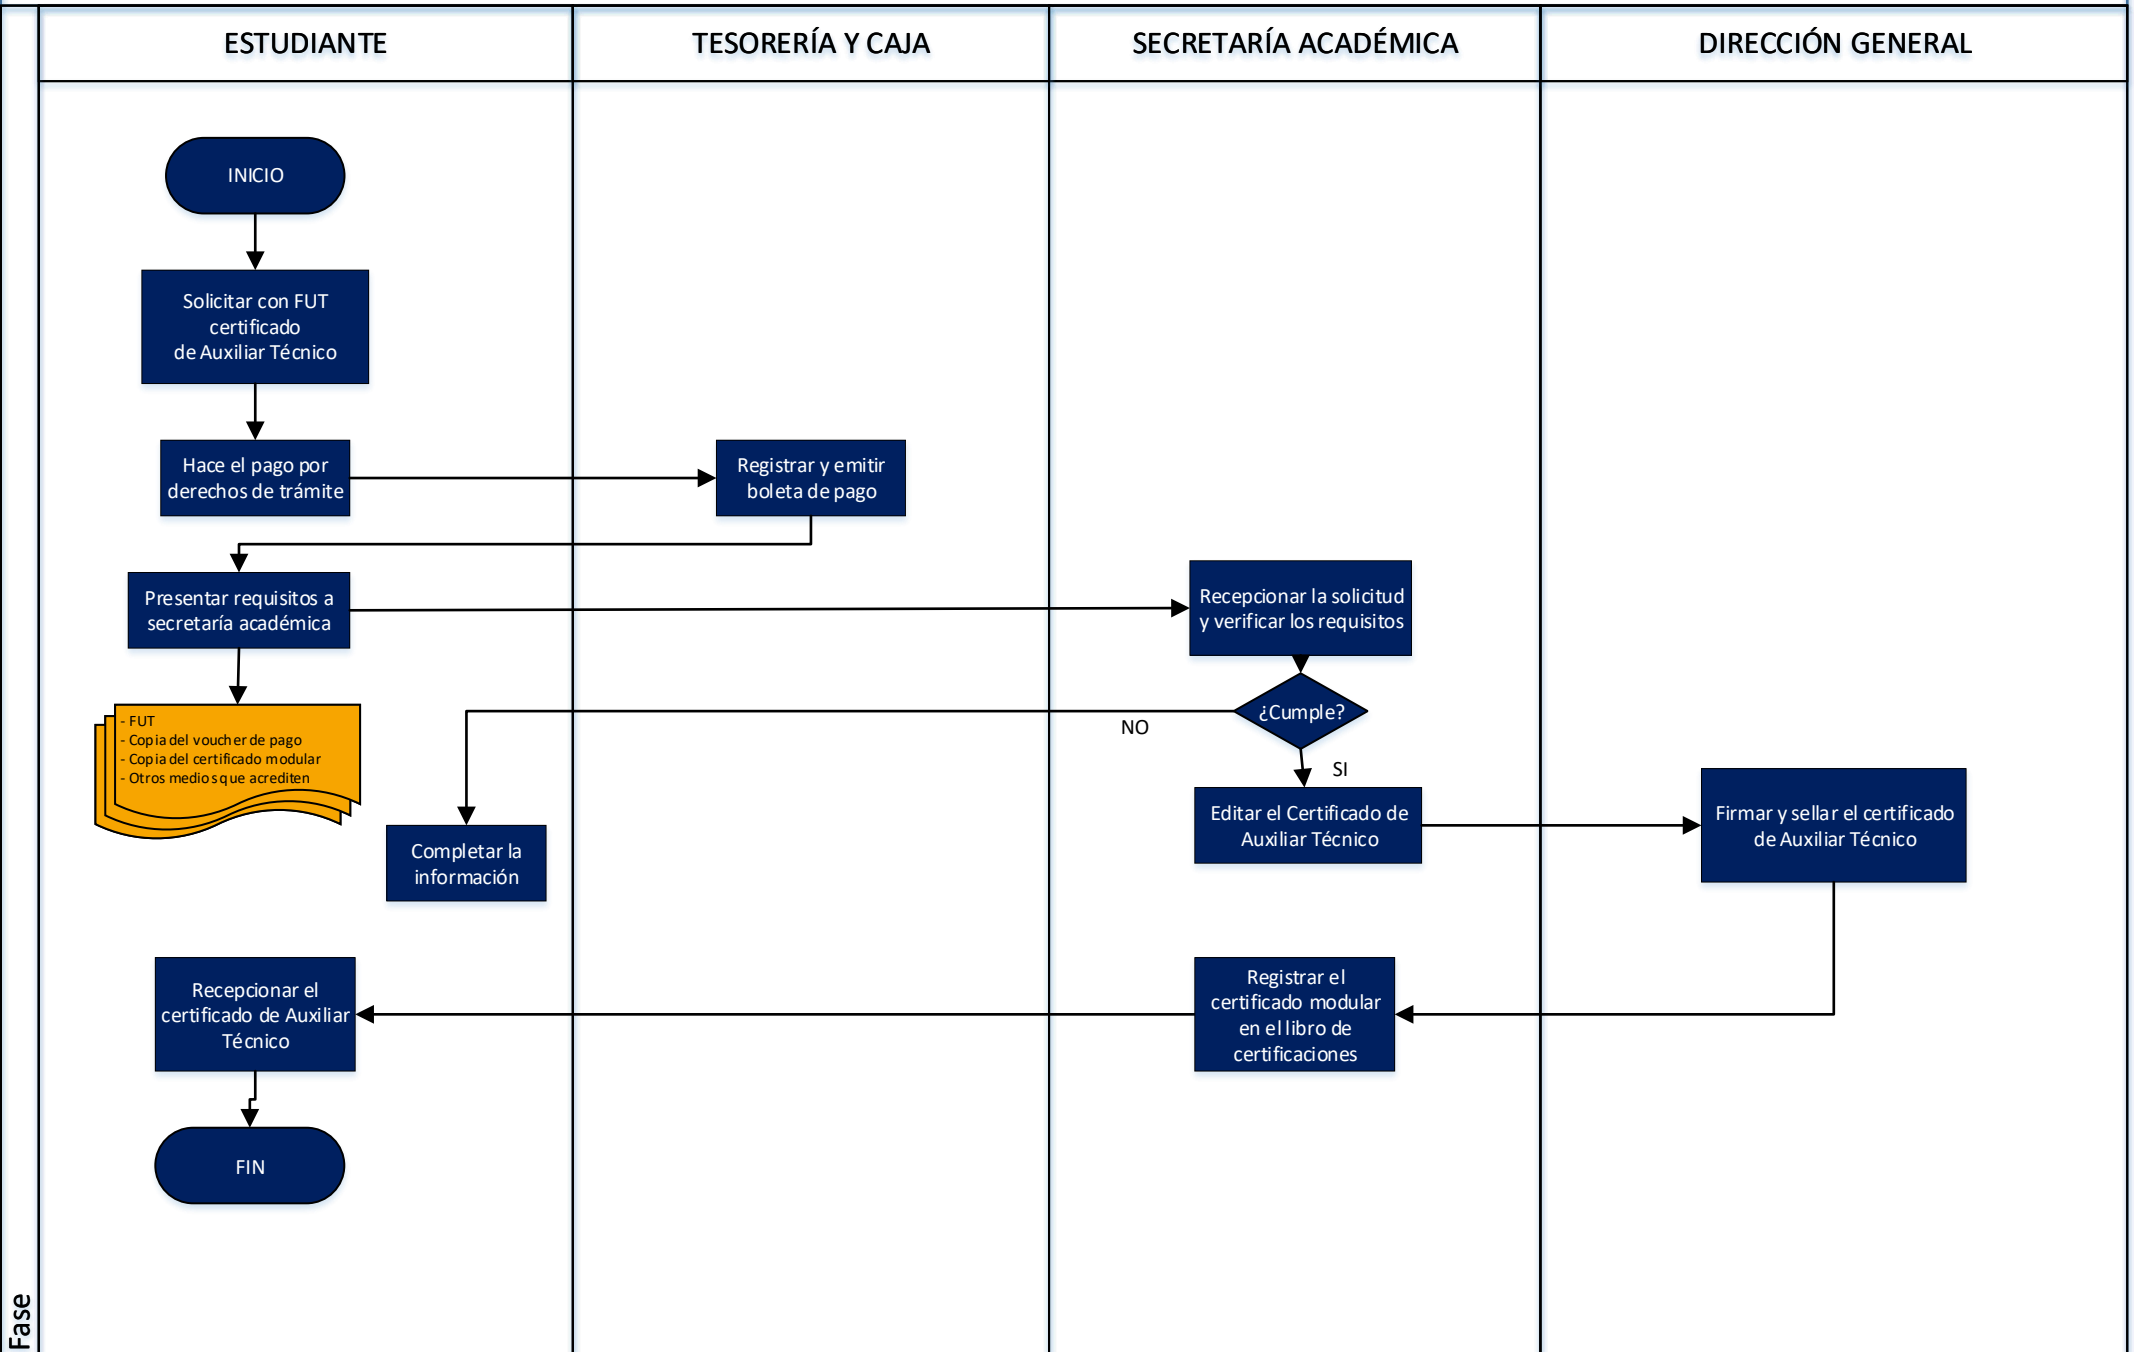 ESTUDIANTE
TESORERÍA Y CAJA
SECRETARÍA ACADÉMICA
DIRECCIÓN GENERAL
INICIO
Solicitar con FUT
certificado
de Auxiliar Técnico
Hace el pago por
derechos de trámite
Registrar y emitir
boleta de pago
Presentar requisitos a
secretaría académica
Recepcionar la solicitud
y verificar los requisitos
- FUT
- Copia del voucher de pago
- Copia del certificado modular
- Otros medios que acrediten
¿Cumple?
NO
SI
Completar la
información
Editar el Certificado de
Auxiliar Técnico
Firmar y sellar el certificado
de Auxiliar Técnico
Registrar el
certificado modular
en el libro de
certificaciones
Recepcionar el
certificado de Auxiliar
Técnico
FIN
Fase